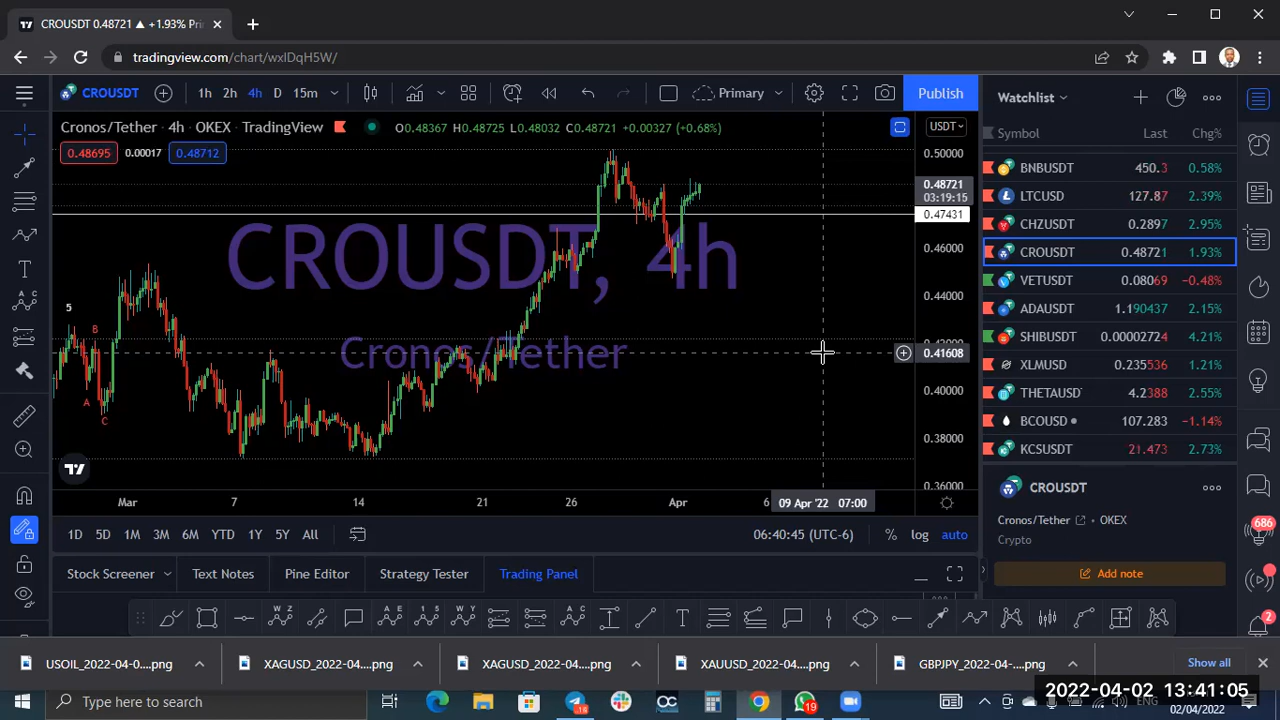 CROUSDT 0.48721 ▲ +1.93% Pri
tradingview.com/chart/wxlDqH5W/
CROUSDT 1h 2h 4h D 15m Primary Publish
Cronos/Tether · 4h · OKEX · TradingView O0.48367 H0.48725 L0.48032 C0.48721 +0.00327 (+0.68%) USDT
0.48695 0.00017 0.48712
0.50000
0.48721
03:19:15
0.47431
0.46000
0.44000
0.41608
0.40000
0.38000
0.36000
CROUSDT, 4h
Cronos/Tether
5
B
A
C
Mar 7 14 21 26 Apr 6 09 Apr '22 07:00
1D 5D 1M 3M 6M YTD 1Y 5Y All 06:40:45 (UTC-6) % log auto
Stock Screener Text Notes Pine Editor Strategy Tester Trading Panel
Watchlist
Symbol Last Chg%
BNBUSDT 450.3 0.58%
LTCUSD 127.87 2.39%
CHZUSDT 0.2897 2.95%
CROUSDT 0.48721 1.93%
VETUSDT 0.08069 −0.48%
ADAUSDT 1.190437 2.15%
SHIBUSDT 0.00002724 4.21%
XLMUSD 0.235536 1.21%
THETAUSD 4.2388 2.55%
BCOUSD 107.283 −1.14%
KCSUSDT 21.473 2.73%
CROUSDT
Cronos/Tether OKEX
Crypto
Add note
686
2
W Z A E 1 5 W Y A C
USOIL_2022-04-0....png XAGUSD_2022-04....png XAGUSD_2022-04....png XAUUSD_2022-04....png GBPJPY_2022-04-....png Show all
Type here to search 19 ENG
2022-04-02 13:41:05
02/04/2022